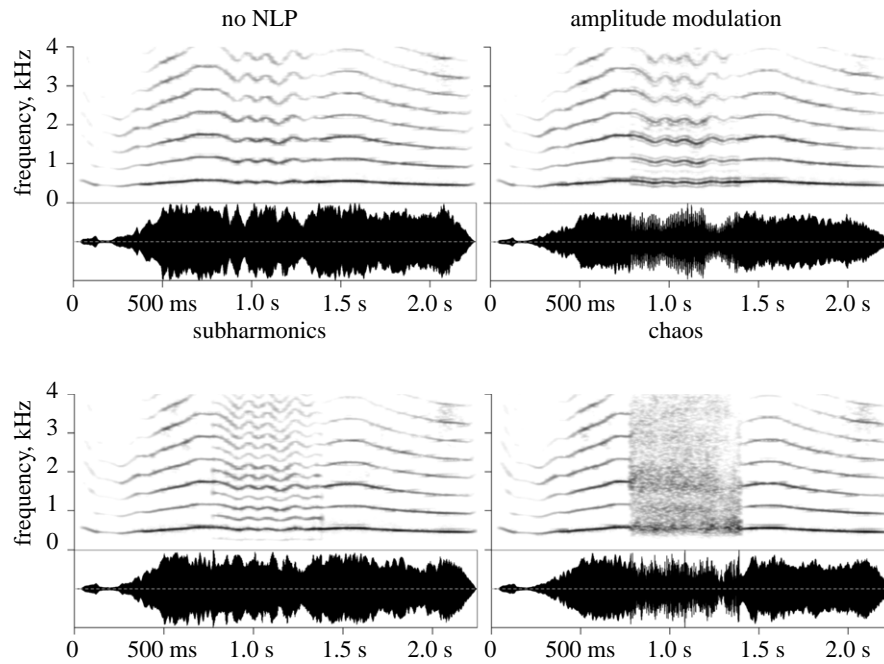 no NLP
amplitude modulation
frequency, kHz
4
3
2
1
0
0 500 ms 1.0 s 1.5 s 2.0 s
0 500 ms 1.0 s 1.5 s 2.0 s
subharmonics
chaos
frequency, kHz
4
3
2
1
0
0 500 ms 1.0 s 1.5 s 2.0 s
0 500 ms 1.0 s 1.5 s 2.0 s